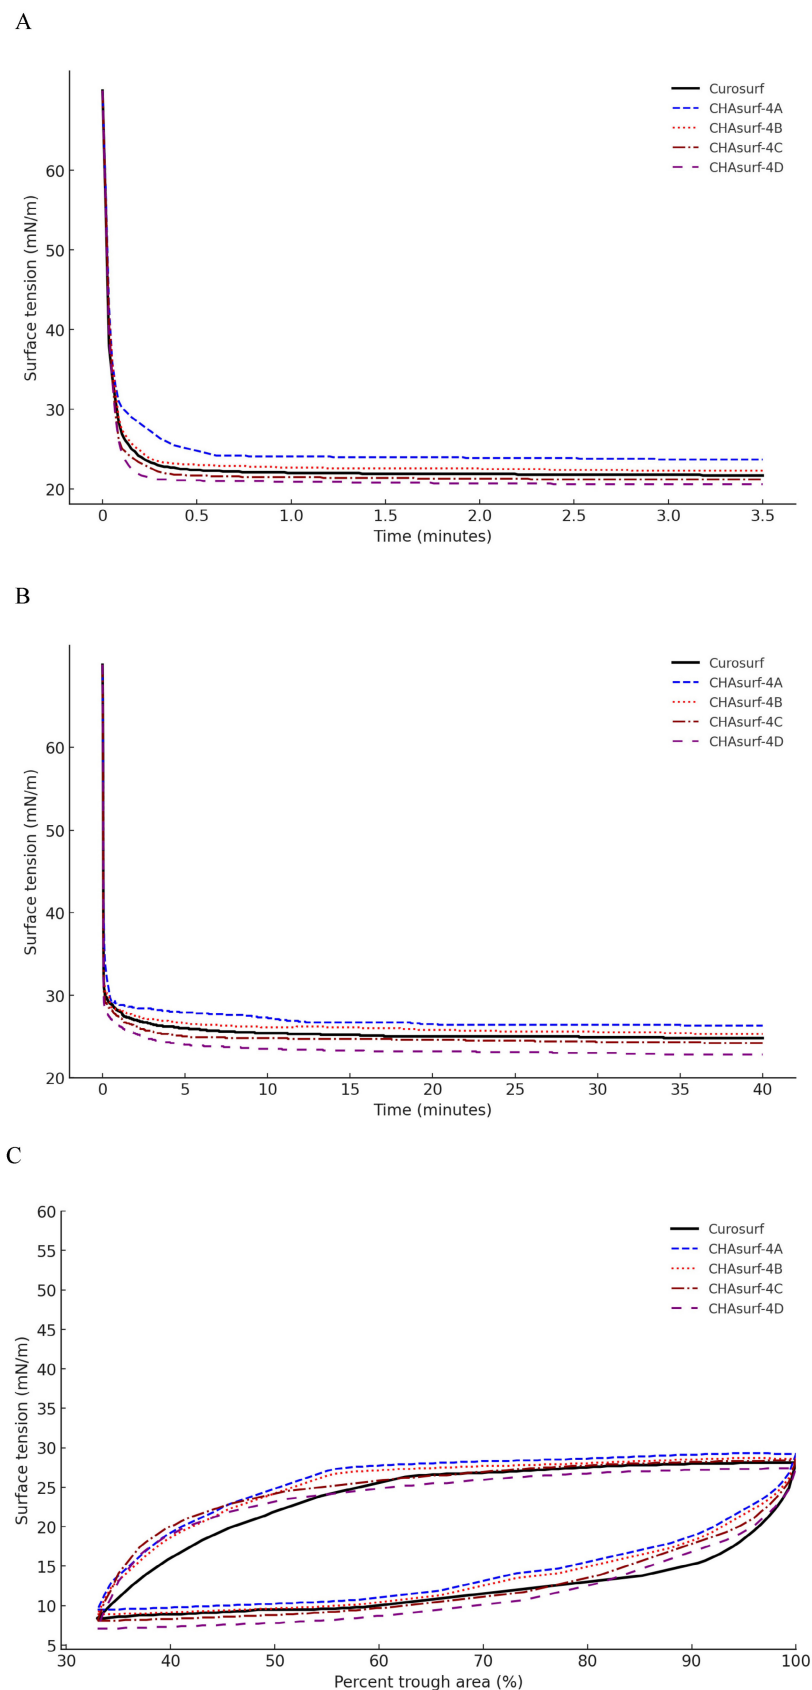 A
Curosurf
CHAsurf-4A
CHAsurf-4B
CHAsurf-4C
CHAsurf-4D
Surface tension (mN/m)
60
50
40
30
20
0 0.5 1.0 1.5 2.0 2.5 3.0 3.5
Time (minutes)
B
Curosurf
CHAsurf-4A
CHAsurf-4B
CHAsurf-4C
CHAsurf-4D
Surface tension (mN/m)
60
50
40
30
20
0 5 10 15 20 25 30 35 40
Time (minutes)
C
Curosurf
CHAsurf-4A
CHAsurf-4B
CHAsurf-4C
CHAsurf-4D
Surface tension (mN/m)
60
55
50
45
40
35
30
25
20
15
10
5
30 40 50 60 70 80 90 100
Percent trough area (%)